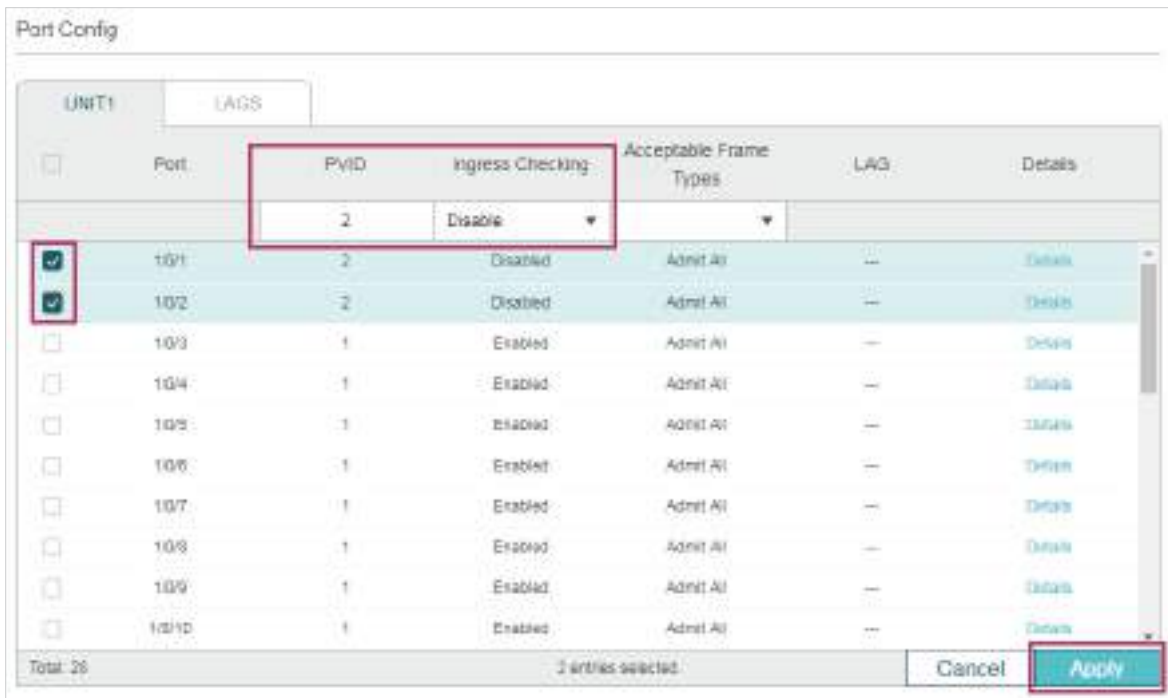 Port Config
UNIT1 LAGS
Port PVID Ingress Checking Acceptable Frame Types LAG Details
2 Disable
1/0/1 2 Disabled Admit All --- Details
1/0/2 2 Disabled Admit All --- Details
1/0/3 1 Enabled Admit All --- Details
1/0/4 1 Enabled Admit All --- Details
1/0/5 1 Enabled Admit All --- Details
1/0/6 1 Enabled Admit All --- Details
1/0/7 1 Enabled Admit All --- Details
1/0/8 1 Enabled Admit All --- Details
1/0/9 1 Enabled Admit All --- Details
1/0/10 1 Enabled Admit All --- Details
Total: 26 2 entries selected. Cancel Apply